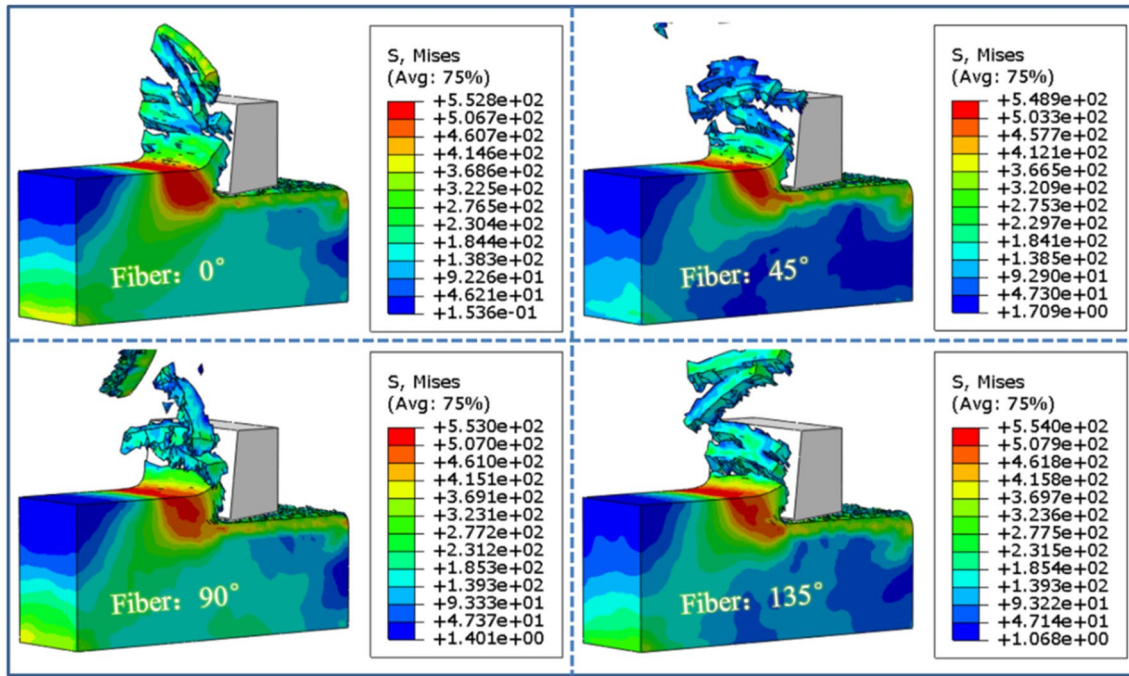 S, Mises
(Avg: 75%)
+5.528e+02
+5.067e+02
+4.607e+02
+4.146e+02
+3.686e+02
+3.225e+02
+2.765e+02
+2.304e+02
+1.844e+02
+1.383e+02
+9.226e+01
+4.621e+01
+1.536e-01
Fiber：0°
S, Mises
(Avg: 75%)
+5.489e+02
+5.033e+02
+4.577e+02
+4.121e+02
+3.665e+02
+3.209e+02
+2.753e+02
+2.297e+02
+1.841e+02
+1.385e+02
+9.290e+01
+4.730e+01
+1.709e+00
Fiber：45°
S, Mises
(Avg: 75%)
+5.530e+02
+5.070e+02
+4.610e+02
+4.151e+02
+3.691e+02
+3.231e+02
+2.772e+02
+2.312e+02
+1.853e+02
+1.393e+02
+9.333e+01
+4.737e+01
+1.401e+00
Fiber：90°
S, Mises
(Avg: 75%)
+5.540e+02
+5.079e+02
+4.618e+02
+4.158e+02
+3.697e+02
+3.236e+02
+2.775e+02
+2.315e+02
+1.854e+02
+1.393e+02
+9.322e+01
+4.714e+01
+1.068e+00
Fiber：135°